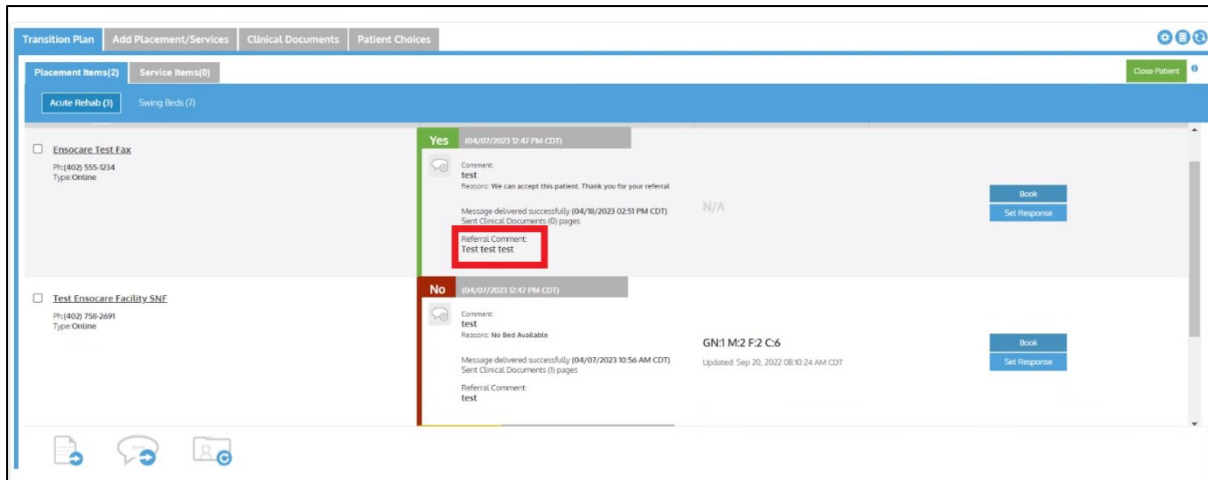 Transition Plan Add Placement/Services Clinical Documents Patient Choices
Placement Items(2) Service Items(0) Close Patient
Acute Rehab (3) Swing Beds (7)
Ensocare Test Fax
Ph:(402) 555-1234
Type:Online
Yes (04/07/2023 12:47 PM CDT)
Comment:
test
Reasons: We can accept this patient. Thank you for your referral.
Message delivered successfully (04/18/2023 02:51 PM CDT)
Sent Clinical Documents (0) pages
Referral Comment:
Test test test
N/A
Book
Set Response
Test Ensocare Facility SNF
Ph:(402) 758-2691
Type:Online
No (04/07/2023 12:47 PM CDT)
Comment:
test
Reasons: No Bed Available
Message delivered successfully (04/07/2023 10:56 AM CDT)
Sent Clinical Documents (1) pages
Referral Comment:
test
GN:1 M:2 F:2 C:6
Updated: Sep 20, 2022 08:10:24 AM CDT
Book
Set Response